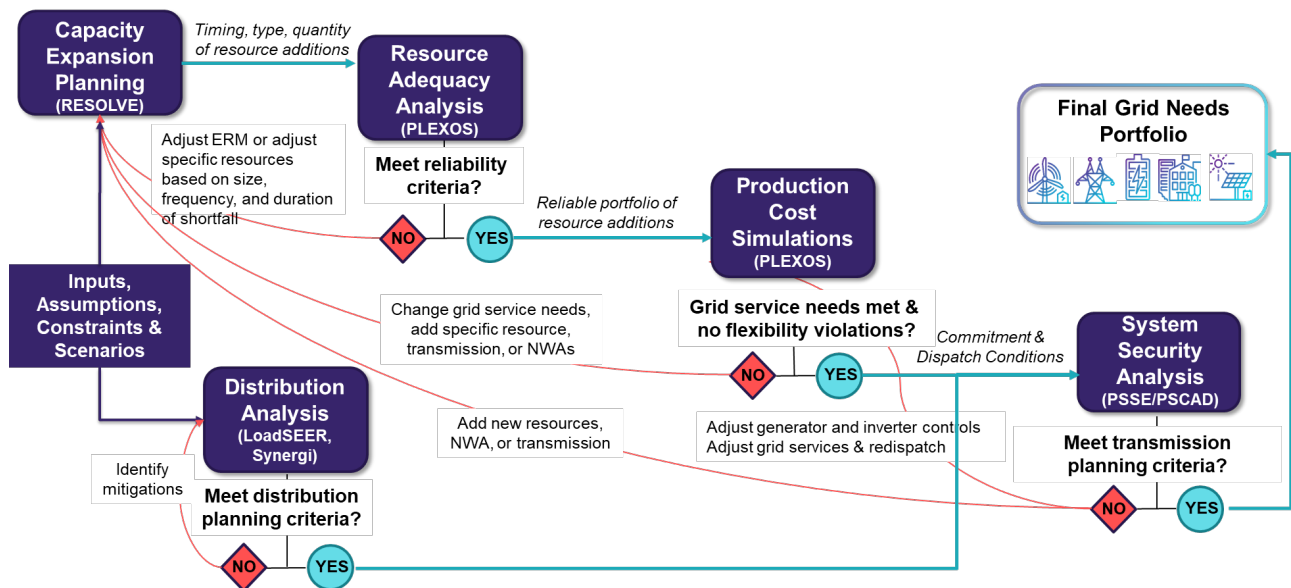 Capacity
Expansion
Planning
(RESOLVE)
Timing, type, quantity
of resource additions
Resource
Adequacy
Analysis
(PLEXOS)
Final Grid Needs
Portfolio
Adjust ERM or adjust
specific resources
based on size,
frequency, and duration
of shortfall
Meet reliability
criteria?
NO
YES
Reliable portfolio of
resource additions
Production
Cost
Simulations
(PLEXOS)
Inputs,
Assumptions,
Constraints &
Scenarios
Change grid service needs,
add specific resource,
transmission, or NWAs
Grid service needs met &
no flexibility violations?
NO
YES
Commitment &
Dispatch Conditions
System
Security
Analysis
(PSSE/PSCAD)
Distribution
Analysis
(LoadSEER,
Synergi)
Add new resources,
NWA, or transmission
Adjust generator and inverter controls
Adjust grid services & redispatch
Meet transmission
planning criteria?
NO
YES
Identify
mitigations
Meet distribution
planning criteria?
NO
YES